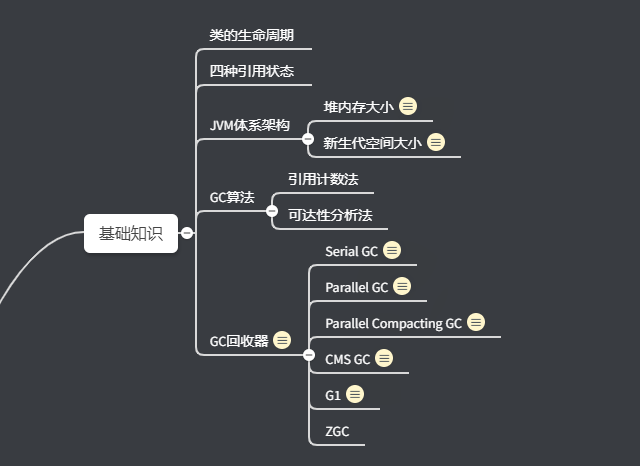 类的生命周期
四种引用状态
JVM体系架构
堆内存大小
新生代空间大小
GC算法
引用计数法
可达性分析法
基础知识
GC回收器
Serial GC
Parallel GC
Parallel Compacting GC
CMS GC
G1
ZGC